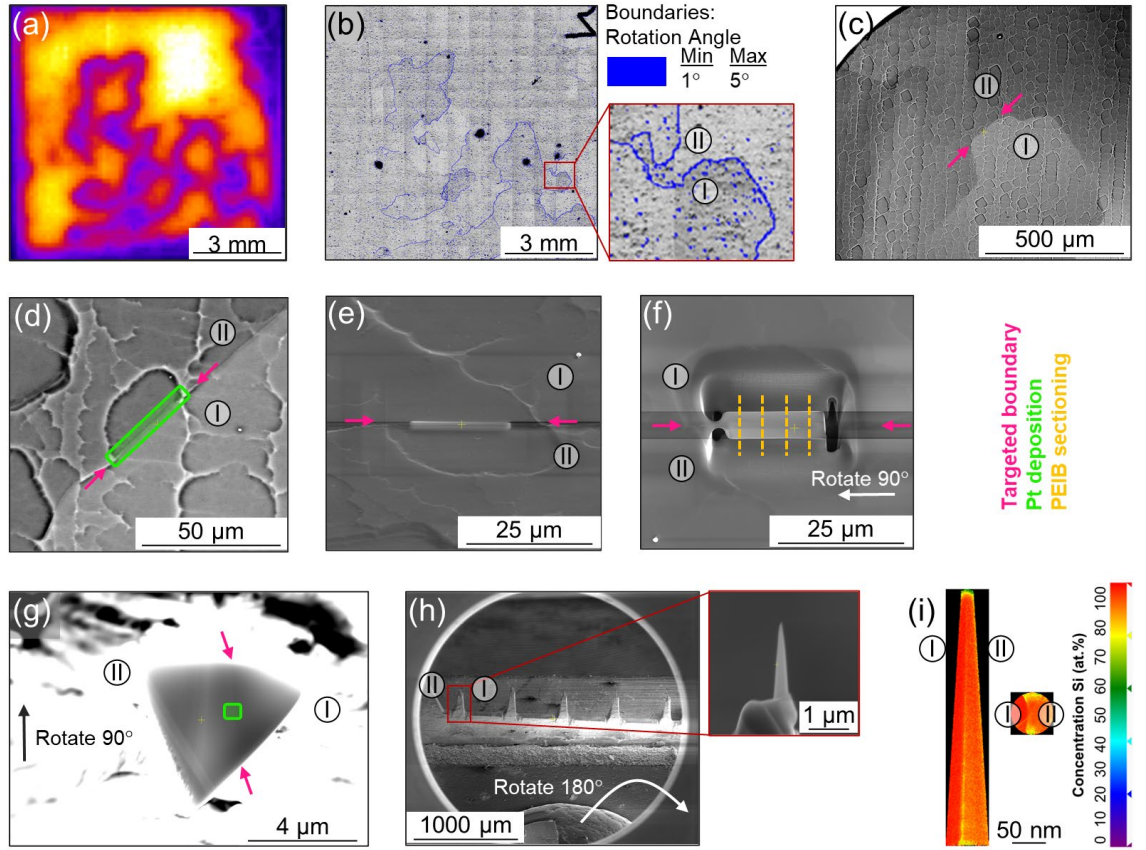 (a)
3 mm
(b)
3 mm
Boundaries:
Rotation Angle
Min Max
1° 5°
II
I
(c)
II
I
500 µm
(d)
II
I
50 µm
(e)
I
II
25 µm
(f)
I
II
Rotate 90°
25 µm
Targeted boundary
Pt deposition
PEIB sectioning
(g)
II
I
Rotate 90°
4 µm
(h)
II
I
Rotate 180°
1000 µm
1 µm
(i)
I
II
I
II
50 nm
Concentration Si (at.%)
0 10 20 30 40 50 60 70 80 90 100